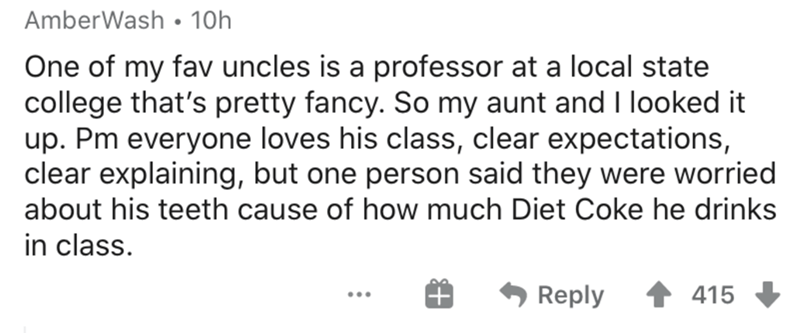 AmberWash • 10h
One of my fav uncles is a professor at a local state
college that's pretty fancy. So my aunt and I looked it
up. Pm everyone loves his class, clear expectations,
clear explaining, but one person said they were worried
about his teeth cause of how much Diet Coke he drinks
in class.
... Reply 415